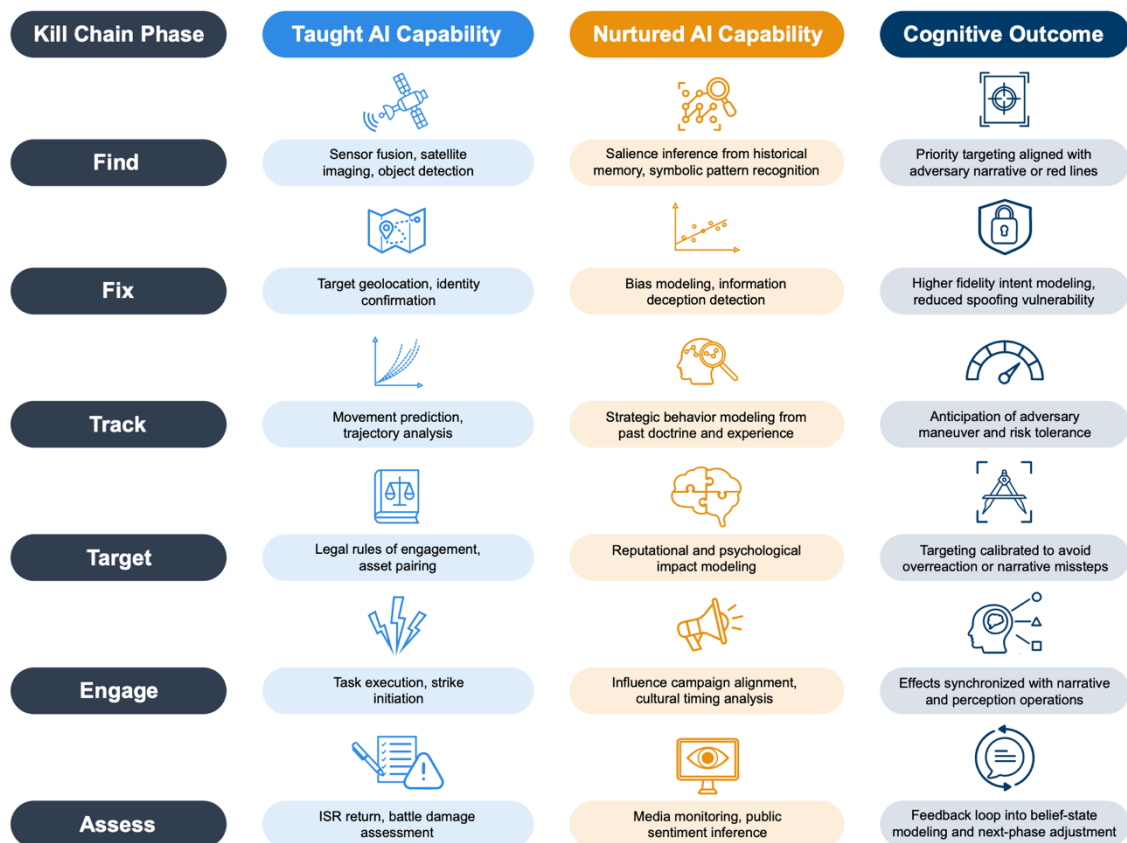 Kill Chain Phase
Taught AI Capability
Nurtured AI Capability
Cognitive Outcome
Find
Sensor fusion, satellite
imaging, object detection
Salience inference from historical
memory, symbolic pattern recognition
Priority targeting aligned with
adversary narrative or red lines
Fix
Target geolocation, identity
confirmation
Bias modeling, information
deception detection
Higher fidelity intent modeling,
reduced spoofing vulnerability
Track
Movement prediction,
trajectory analysis
Strategic behavior modeling from
past doctrine and experience
Anticipation of adversary
maneuver and risk tolerance
Target
Legal rules of engagement,
asset pairing
Reputational and psychological
impact modeling
Targeting calibrated to avoid
overreaction or narrative missteps
Engage
Task execution, strike
initiation
Influence campaign alignment,
cultural timing analysis
Effects synchronized with narrative
and perception operations
Assess
ISR return, battle damage
assessment
Media monitoring, public
sentiment inference
Feedback loop into belief-state
modeling and next-phase adjustment